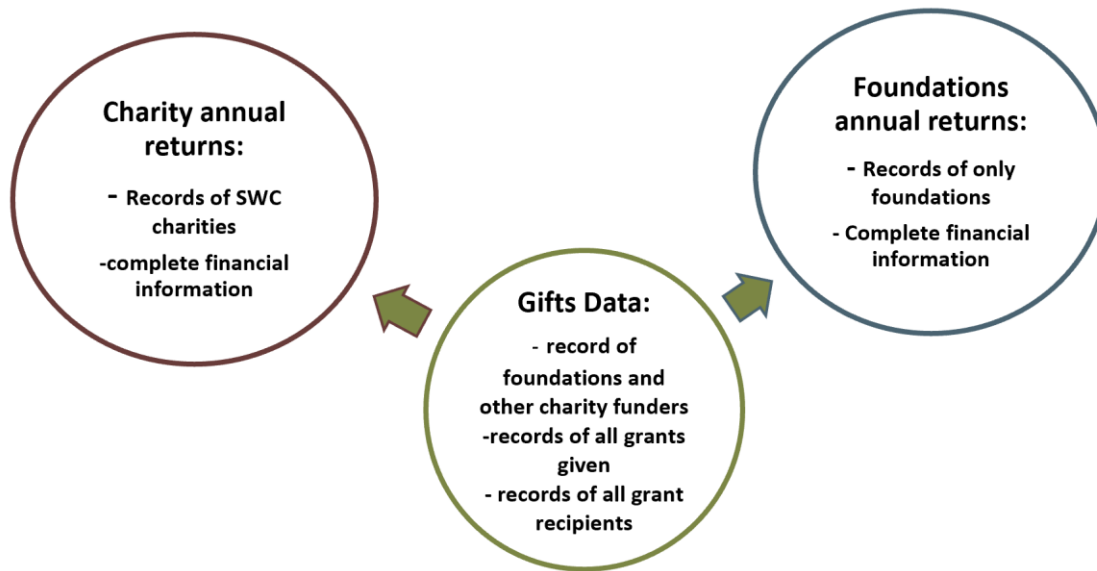 Charity annual
returns:
- Records of SWC
charities
-complete financial
information
Foundations
annual returns:
- Records of only
foundations
- Complete financial
information
Gifts Data:
- record of
foundations and
other charity funders
-records of all grants
given
- records of all grant
recipients